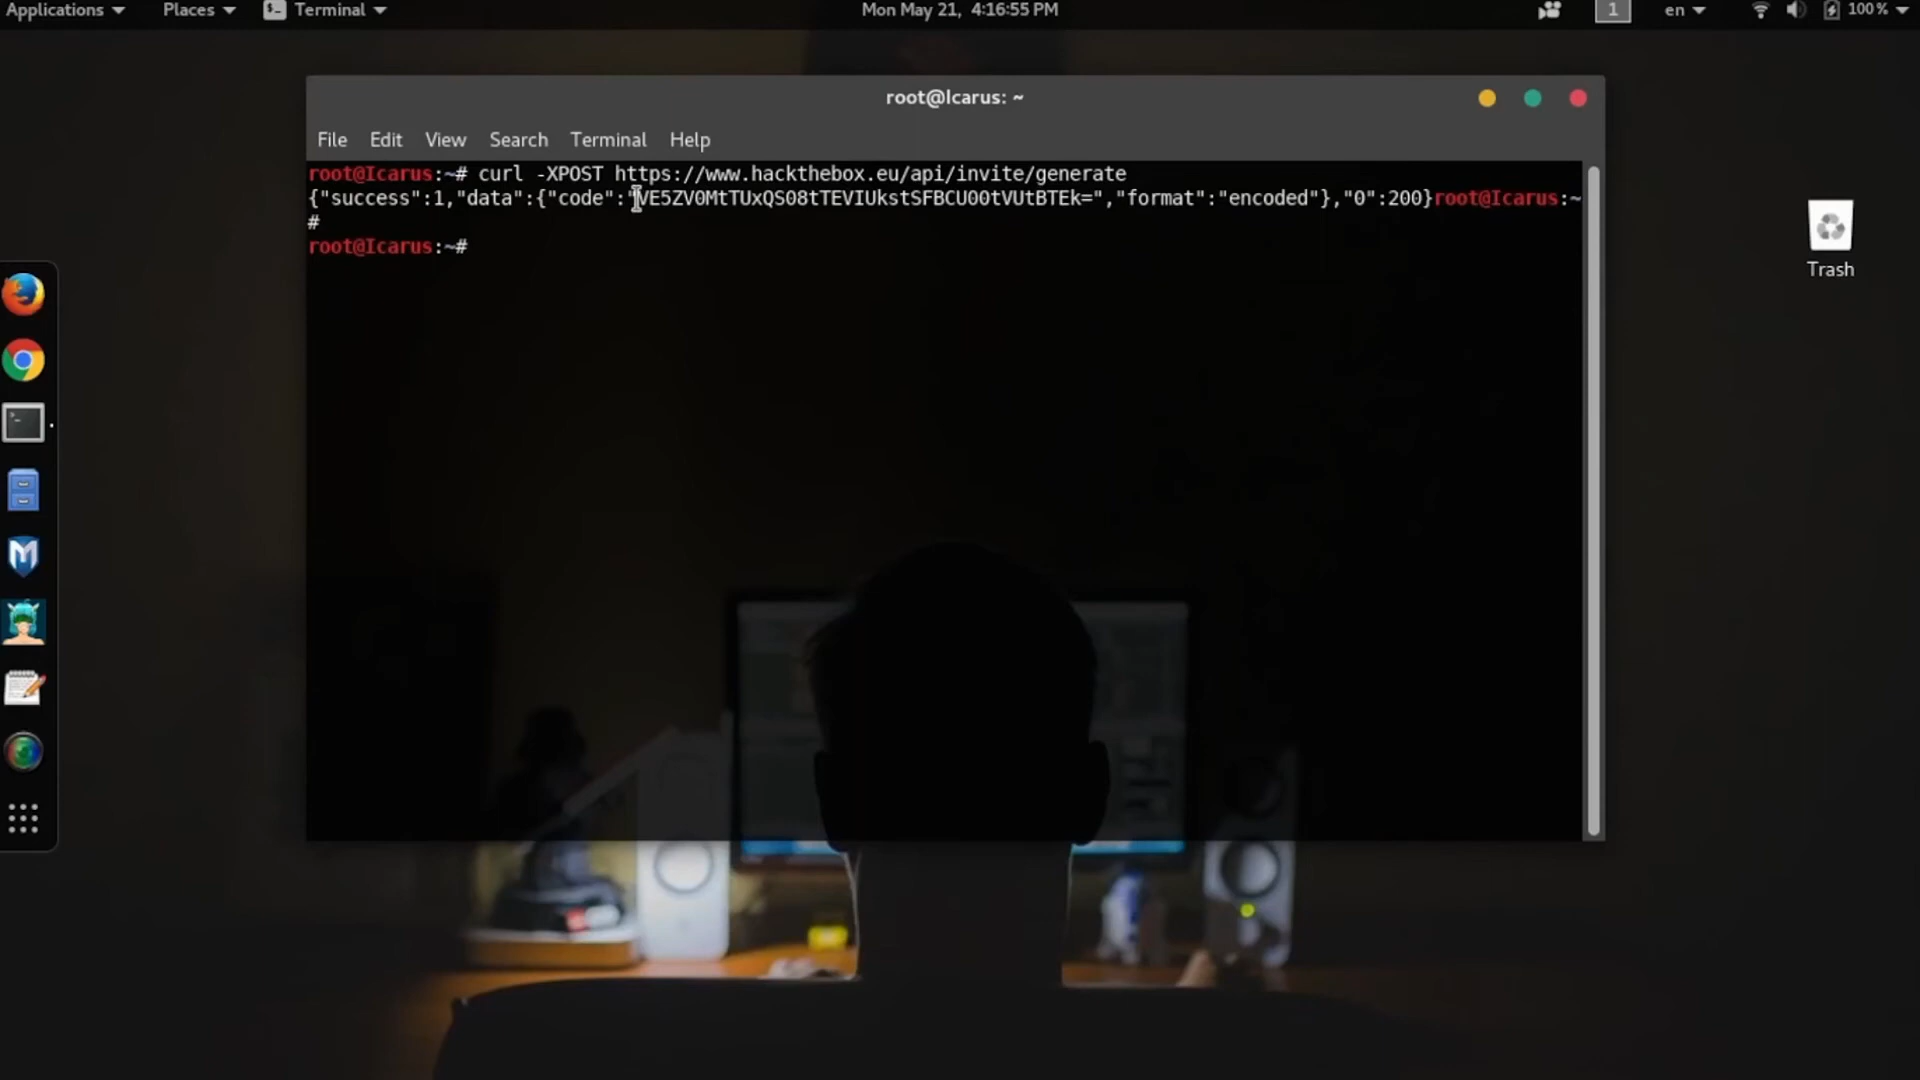 Applications Places Terminal Mon May 21, 4:16:55 PM 1 en 100%
root@Icarus: ~
File Edit View Search Terminal Help
root@Icarus:~# curl -XPOST https://www.hackthebox.eu/api/invite/generate
{"success":1,"data":{"code":"VE5ZV0MtTUxQS08tTEVIUkstSFBCU00tVUtBTEk=","format":"encoded"},"0":200}root@Icarus:~
#
root@Icarus:~#
Trash